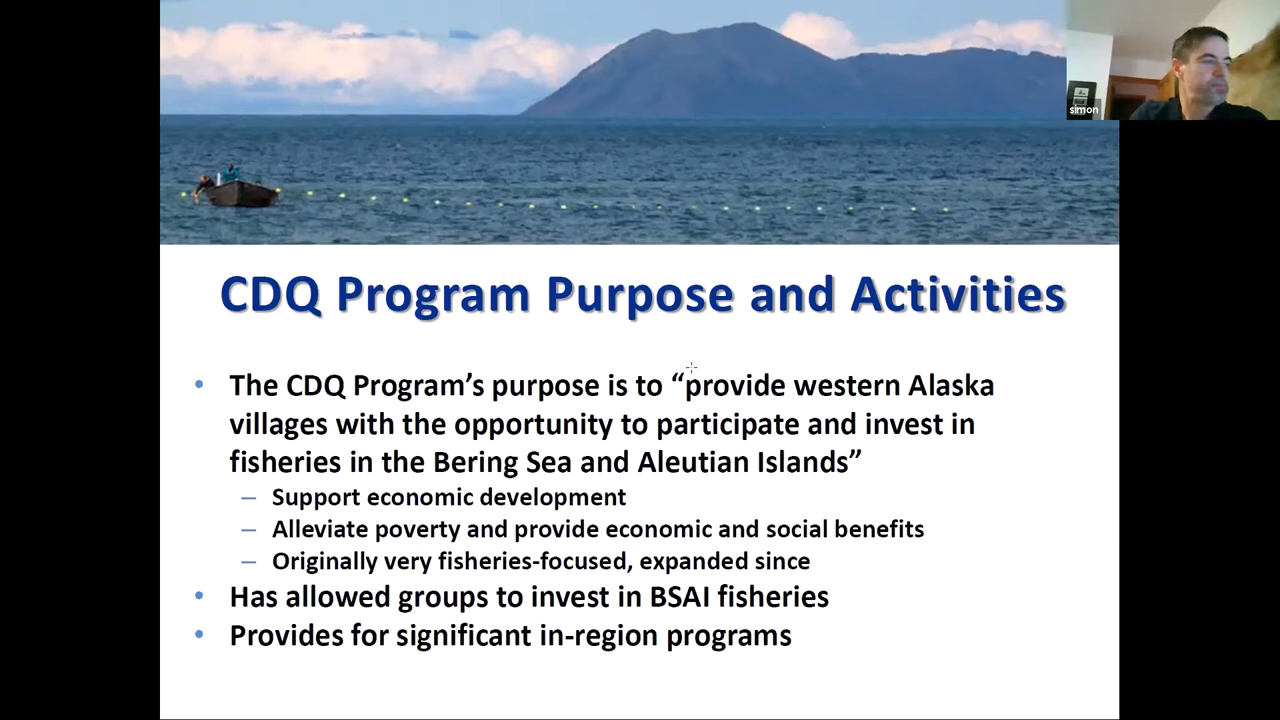 simon
CDQ Program Purpose and Activities
• The CDQ Program’s purpose is to “provide western Alaska
villages with the opportunity to participate and invest in
fisheries in the Bering Sea and Aleutian Islands”
– Support economic development
– Alleviate poverty and provide economic and social benefits
– Originally very fisheries-focused, expanded since
• Has allowed groups to invest in BSAI fisheries
• Provides for significant in-region programs